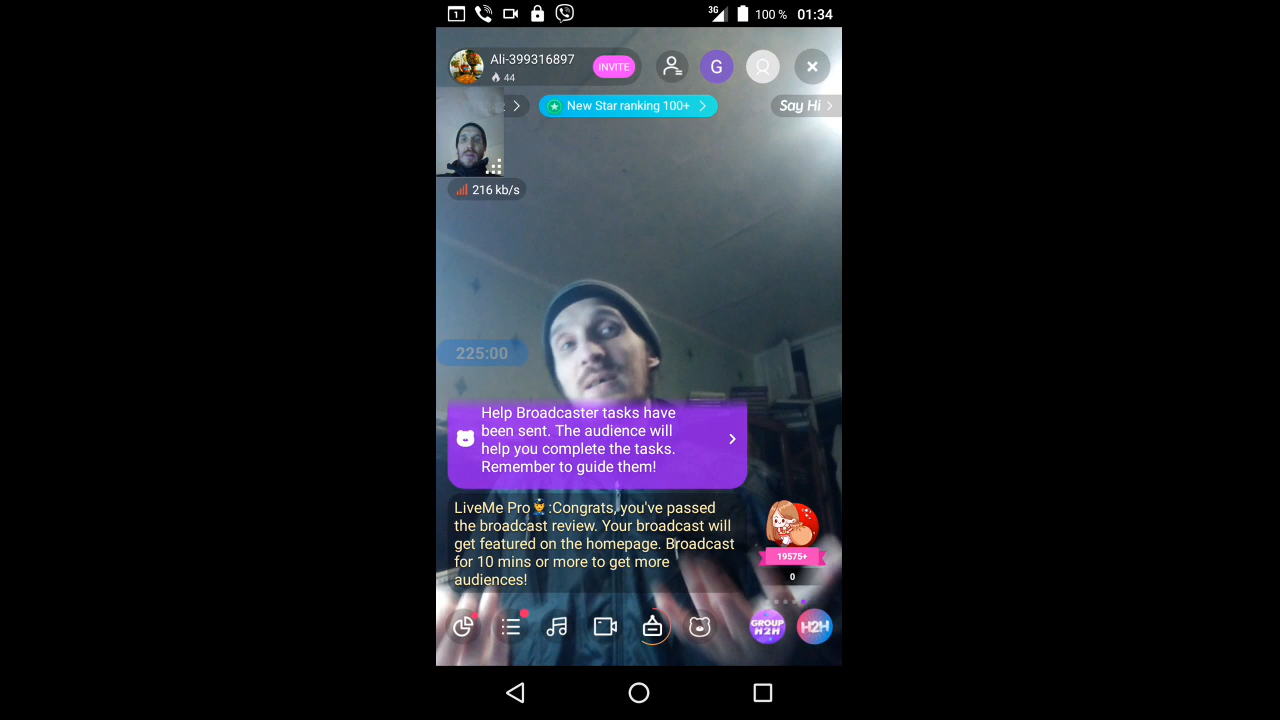 1
3G
100 %
01:34
Ali-399316897
44
INVITE
G
New Star ranking 100+
Say Hi
216 kb/s
225:00
Help Broadcaster tasks have
been sent. The audience will
help you complete the tasks.
Remember to guide them!
LiveMe Pro👮:Congrats, you've passed
the broadcast review. Your broadcast will
get featured on the homepage. Broadcast
for 10 mins or more to get more
audiences!
19575+
0
GROUP
H2H
H2H